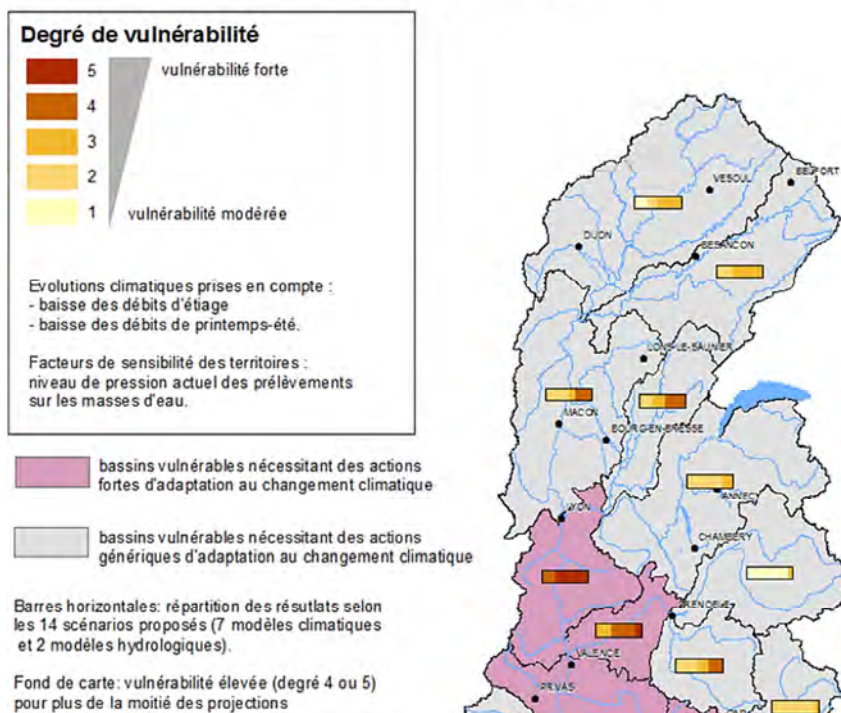 Degré de vulnérabilité
5
vulnérabilité forte
4
3
2
1
vulnérabilité modérée
Evolutions climatiques prises en compte :
- baisse des débits d'étiage
- baisse des débits de printemps-été.
Facteurs de sensibilité des territoires :
niveau de pression actuel des prélèvements
sur les masses d'eau.
bassins vulnérables nécessitant des actions
fortes d'adaptation au changement climatique
bassins vulnérables nécessitant des actions
génériques d'adaptation au changement climatique
Barres horizontales: répartition des résutlats selon
les 14 scénarios proposés (7 modèles climatiques
et 2 modèles hydrologiques).
Fond de carte: vulnérabilité élevée (degré 4 ou 5)
pour plus de la moitié des projections
BELFORT
VESOUL
DIJON
BESANCON
LONS-LE-SAUNIER
MACON
BOURG-EN-BRESSE
ANNECY
LYON
CHAMBERY
GRENOBLE
VALENCE
PRIVAS